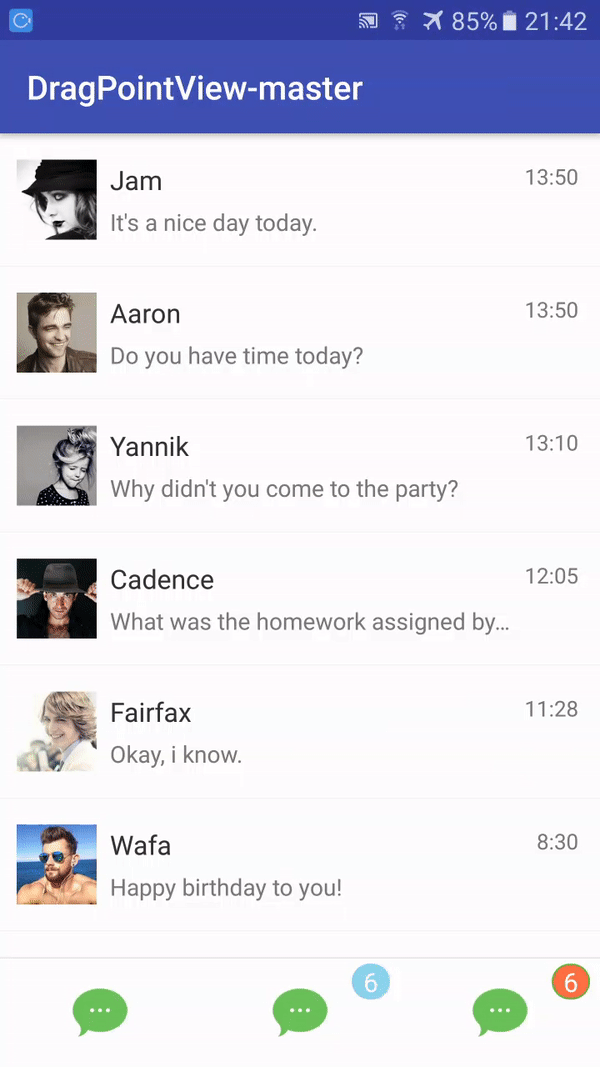 85% 21:42
DragPointView-master
Jam 13:50
It's a nice day today.
Aaron 13:50
Do you have time today?
Yannik 13:10
Why didn't you come to the party?
Cadence 12:05
What was the homework assigned by...
Fairfax 11:28
Okay, i know.
Wafa 8:30
Happy birthday to you!
6 6